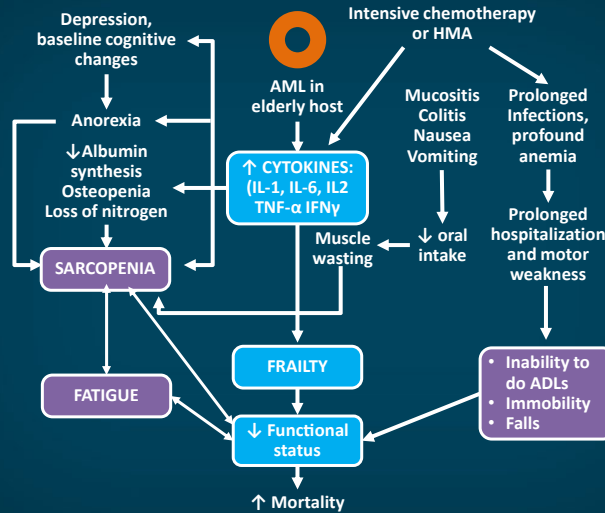 Depression,
baseline cognitive
changes
Anorexia
↓Albumin
synthesis
Osteopenia
Loss of nitrogen
SARCOPENIA
FATIGUE
AML in
elderly host
↑ CYTOKINES:
(IL-1, IL-6, IL2
TNF-α IFNγ
Muscle
wasting
FRAILTY
↓ Functional
status
↑ Mortality
Intensive chemotherapy
or HMA
Mucositis
Colitis
Nausea
Vomiting
↓ oral
intake
Prolonged
Infections,
profound
anemia
Prolonged
hospitalization
and motor
weakness
• Inability to
do ADLs
• Immobility
• Falls